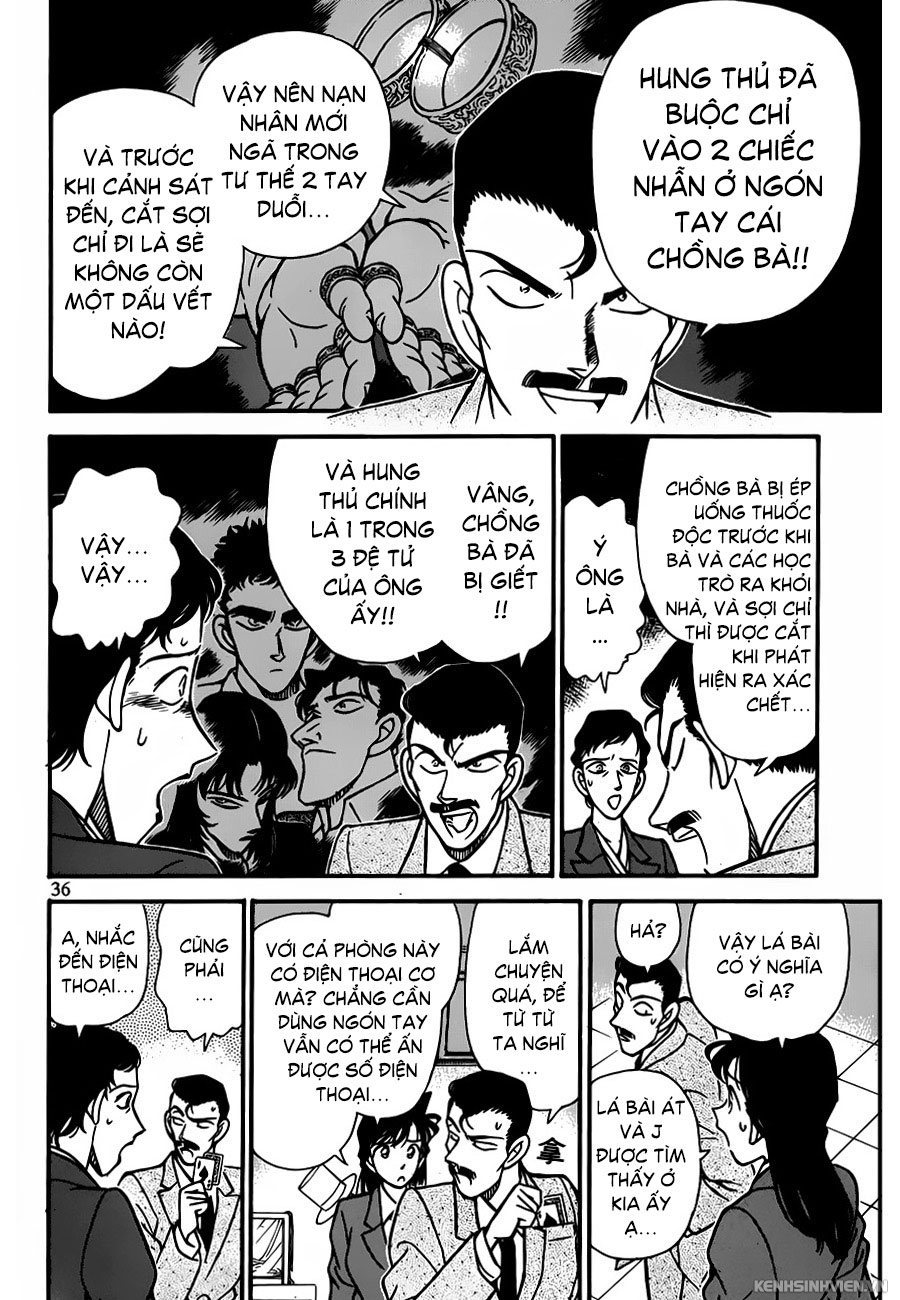 HUNG THỦ ĐÃ
BUỘC CHỈ
VÀO 2 CHIẾC
NHẪN Ở NGÓN
TAY CÁI
CHỒNG BÀ!!
VẬY NÊN NẠN
NHÂN MỚI
NGÃ TRONG
TƯ THẾ 2 TAY
DUỖI...
VÀ TRƯỚC
KHI CẢNH SÁT
ĐẾN, CẮT SỢI
CHỈ ĐI LÀ SẼ
KHÔNG CÒN
MỘT DẤU VẾT
NÀO!
CHỒNG BÀ BỊ ÉP
UỐNG THUỐC
ĐỘC TRƯỚC KHI
BÀ VÀ CÁC HỌC
TRÒ RA KHỎI
NHÀ, VÀ SỢI CHỈ
THÌ ĐƯỢC CẮT
KHI PHÁT
HIỆN RA XÁC
CHẾT...
Ý
ÔNG
LÀ
...
VÂNG,
CHỒNG
BÀ ĐÃ
BỊ GIẾT
!!
VÀ HUNG
THỦ CHÍNH
LÀ 1 TRONG
3 ĐỆ TỬ
CỦA ÔNG
ẤY!!
VẬY...
VẬY...
36
VẬY LÁ BÀI
CÓ Ý NGHĨA
GÌ Ạ?
HẢ?
LÁ BÀI ÁT
VÀ J
ĐƯỢC TÌM
THẤY Ở
KIA ẤY
Ạ...
LẮM
CHUYỆN
QUÁ, ĐỂ
TỪ TỪ
TA NGHĨ
...
VỚI CẢ PHÒNG NÀY
CÓ ĐIỆN THOẠI CƠ
MÀ? CHẲNG CẦN
DÙNG NGÓN TAY
VẪN CÓ THỂ ẤN
ĐƯỢC SỐ ĐIỆN
THOẠI...
拿
CŨNG
PHẢI
...
A, NHẮC
ĐẾN ĐIỆN
THOẠI...
KENHSINHVIEN.VN